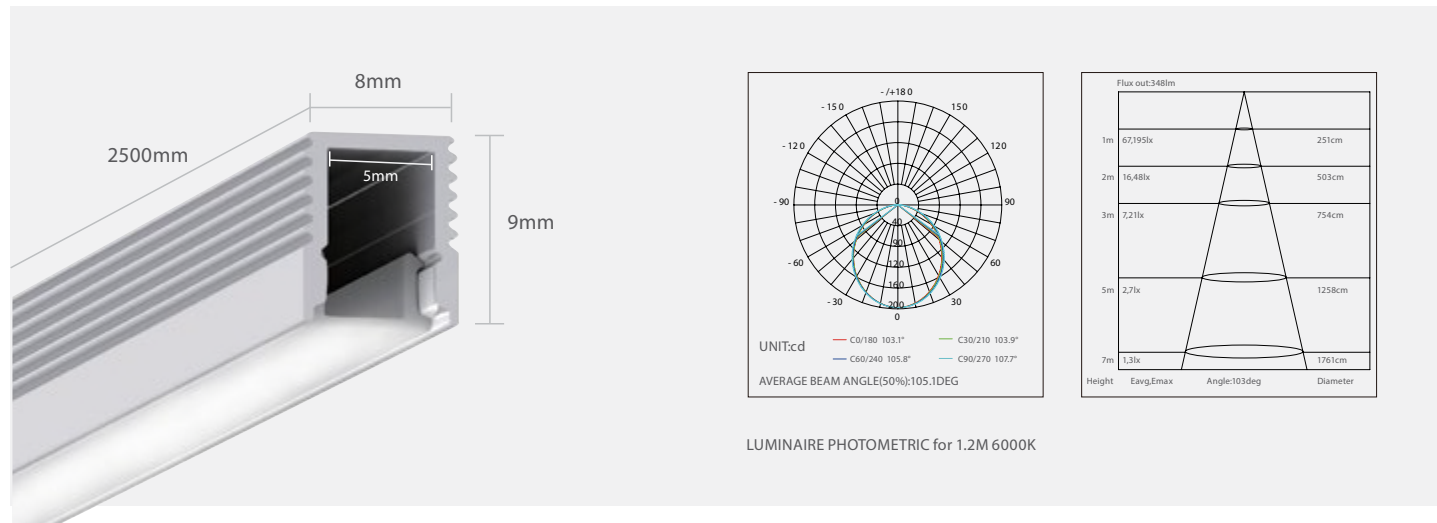 8mm
2500mm
5mm
9mm
-/+180
-150 150
-120 120
-90 90
-60 60
-30 30
0
0
40
90
120
160
200
UNIT:cd
C0/180 103.1° C30/210 103.9°
C60/240 105.8° C90/270 107.7°
AVERAGE BEAM ANGLE(50%):105.1DEG
Flux out:348lm
1m 67,195lx 251cm
2m 16,48lx 503cm
3m 7,21lx 754cm
5m 2,7lx 1258cm
7m 1,3lx 1761cm
Height Eavg,Emax Angle:103deg Diameter
LUMINAIRE PHOTOMETRIC for 1.2M 6000K